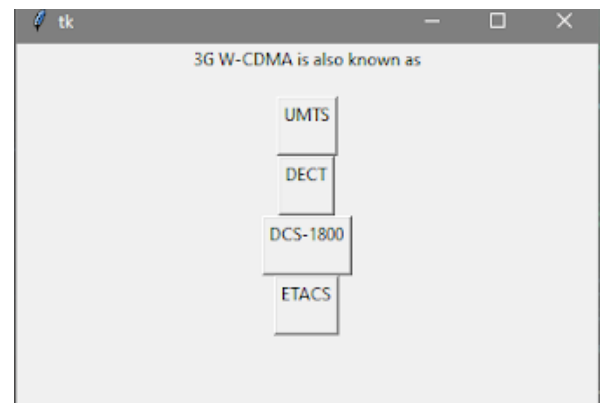 tk
3G W-CDMA is also known as
UMTS
DECT
DCS-1800
ETACS